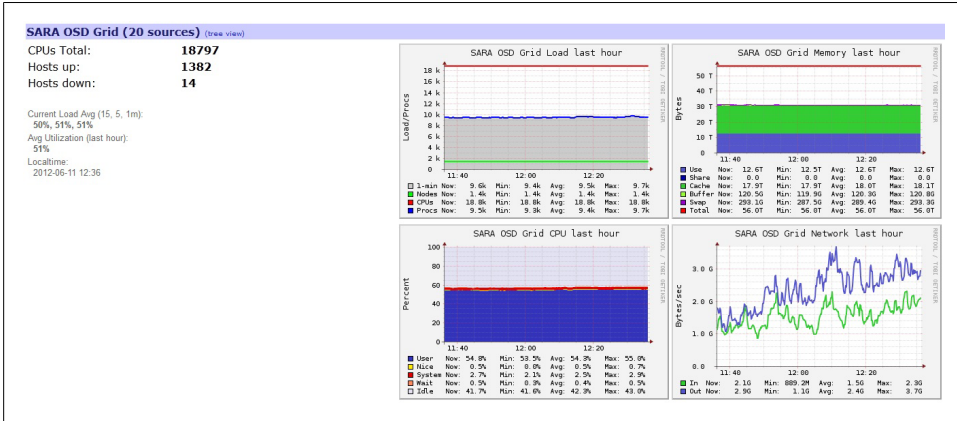 SARA OSD Grid (20 sources) (tree view)
CPUs Total: 18797
Hosts up: 1382
Hosts down: 14
Current Load Avg (15, 5, 1m):
50%, 51%, 51%
Avg Utilization (last hour):
51%
Localtime:
2012-06-11 12:36
SARA OSD Grid Load last hour
RRDTOOL / TOBI OETIKER
Load/Procs
18 k
16 k
14 k
12 k
10 k
8 k
6 k
4 k
2 k
0
11:40 12:00 12:20
1-min Now: 9.6k Min: 9.4k Avg: 9.5k Max: 9.7k
Nodes Now: 1.4k Min: 1.4k Avg: 1.4k Max: 1.4k
CPUs Now: 18.8k Min: 18.8k Avg: 18.8k Max: 18.8k
Procs Now: 9.5k Min: 9.3k Avg: 9.4k Max: 9.7k
SARA OSD Grid Memory last hour
RRDTOOL / TOBI OETIKER
Bytes
50 T
40 T
30 T
20 T
10 T
0
11:40 12:00 12:20
Use Now: 12.6T Min: 12.5T Avg: 12.6T Max: 12.6T
Share Now: 0.0 Min: 0.0 Avg: 0.0 Max: 0.0
Cache Now: 17.9T Min: 17.9T Avg: 18.0T Max: 18.1T
Buffer Now: 120.5G Min: 119.9G Avg: 120.3G Max: 120.8G
Swap Now: 293.1G Min: 287.5G Avg: 289.4G Max: 293.3G
Total Now: 56.0T Min: 56.0T Avg: 56.0T Max: 56.0T
SARA OSD Grid CPU last hour
RRDTOOL / TOBI OETIKER
Percent
100
80
60
40
20
0
11:40 12:00 12:20
User Now: 54.8% Min: 53.5% Avg: 54.3% Max: 55.0%
Nice Now: 0.5% Min: 0.0% Avg: 0.5% Max: 0.7%
System Now: 2.7% Min: 2.1% Avg: 2.5% Max: 2.9%
Wait Now: 0.5% Min: 0.3% Avg: 0.4% Max: 0.5%
Idle Now: 41.7% Min: 41.6% Avg: 42.3% Max: 43.0%
SARA OSD Grid Network last hour
RRDTOOL / TOBI OETIKER
Bytes/sec
3.0 G
2.0 G
1.0 G
0.0
11:40 12:00 12:20
In Now: 2.1G Min: 889.2M Avg: 1.5G Max: 2.3G
Out Now: 2.9G Min: 1.1G Avg: 2.4G Max: 3.7G